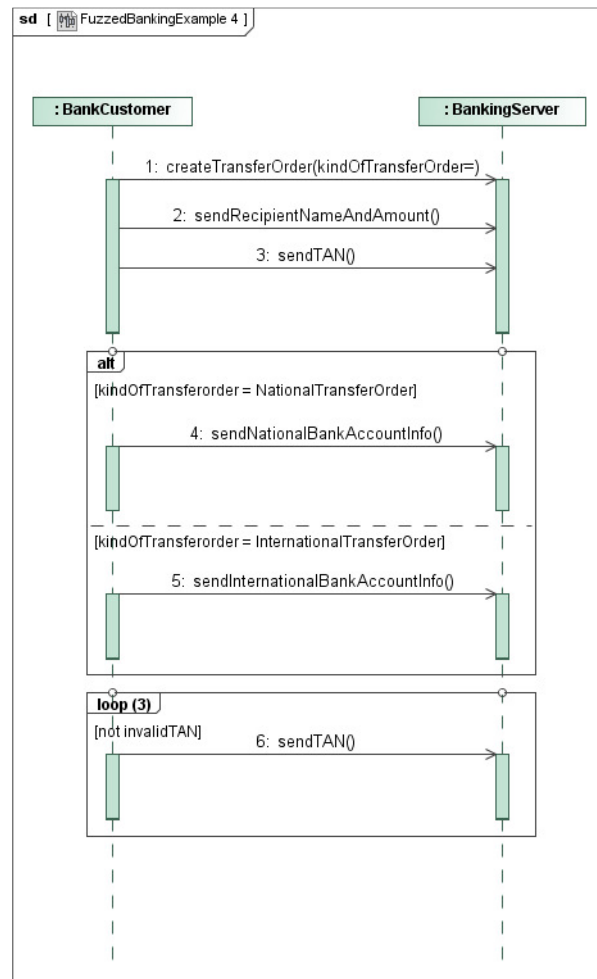 sd [ FuzzedBankingExample 4 ]
: BankCustomer
: BankingServer
1: createTransferOrder(kindOfTransferOrder=)
2: sendRecipientNameAndAmount()
3: sendTAN()
alt
[kindOfTransferorder = NationalTransferOrder]
4: sendNationalBankAccountInfo()
[kindOfTransferorder = InternationalTransferOrder]
5: sendInternationalBankAccountInfo()
loop (3)
[not invalidTAN]
6: sendTAN()